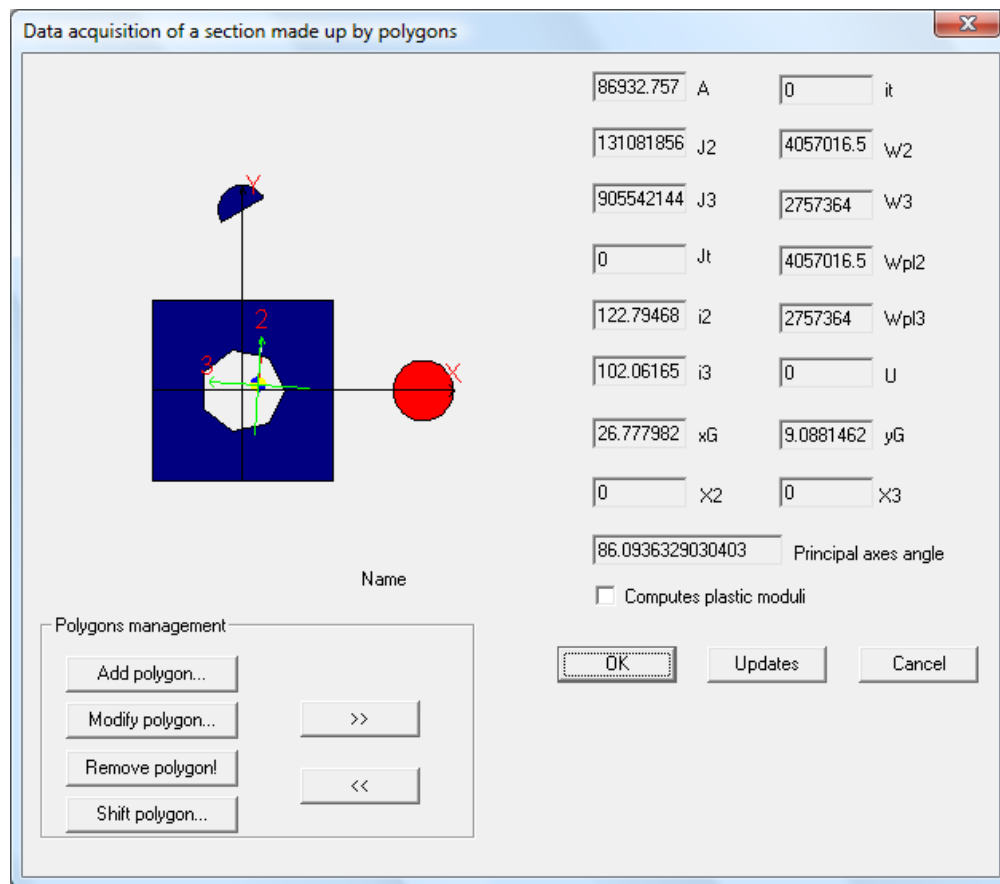 Data acquisition of a section made up by polygons
X
86932.757 A 0 it
131081856 J2 4057016.5 W2
905542144 J3 2757364 W3
0 Jt 4057016.5 Wpl2
122.79468 i2 2757364 Wpl3
102.06165 i3 0 U
26.777982 xG 9.0881462 yG
0 X2 0 X3
86.0936329030403 Principal axes angle
Computes plastic moduli
Y
2
3
X
Name
Polygons management
Add polygon...
Modify polygon...
Remove polygon!
Shift polygon...
>>
<<
OK Updates Cancel